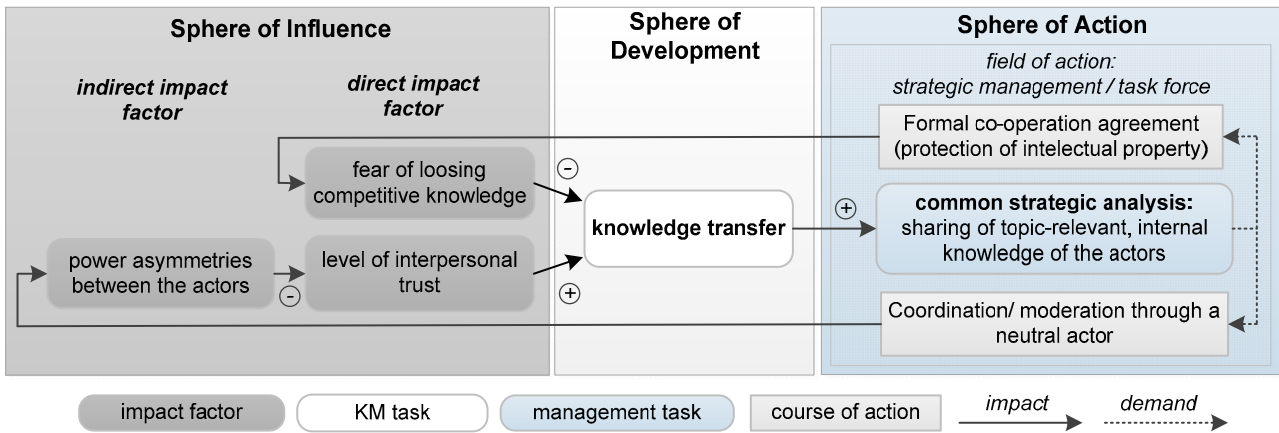 Sphere of Influence
indirect impact
factor
direct impact
factor
fear of loosing
competitive knowledge
-
power asymmetries
between the actors
-
level of interpersonal
trust
+
Sphere of
Development
knowledge transfer
+
Sphere of Action
field of action:
strategic management / task force
Formal co-operation agreement
(protection of intelectual property)
common strategic analysis:
sharing of topic-relevant, internal
knowledge of the actors
Coordination/ moderation through a
neutral actor
impact factor
KM task
management task
course of action
impact
demand